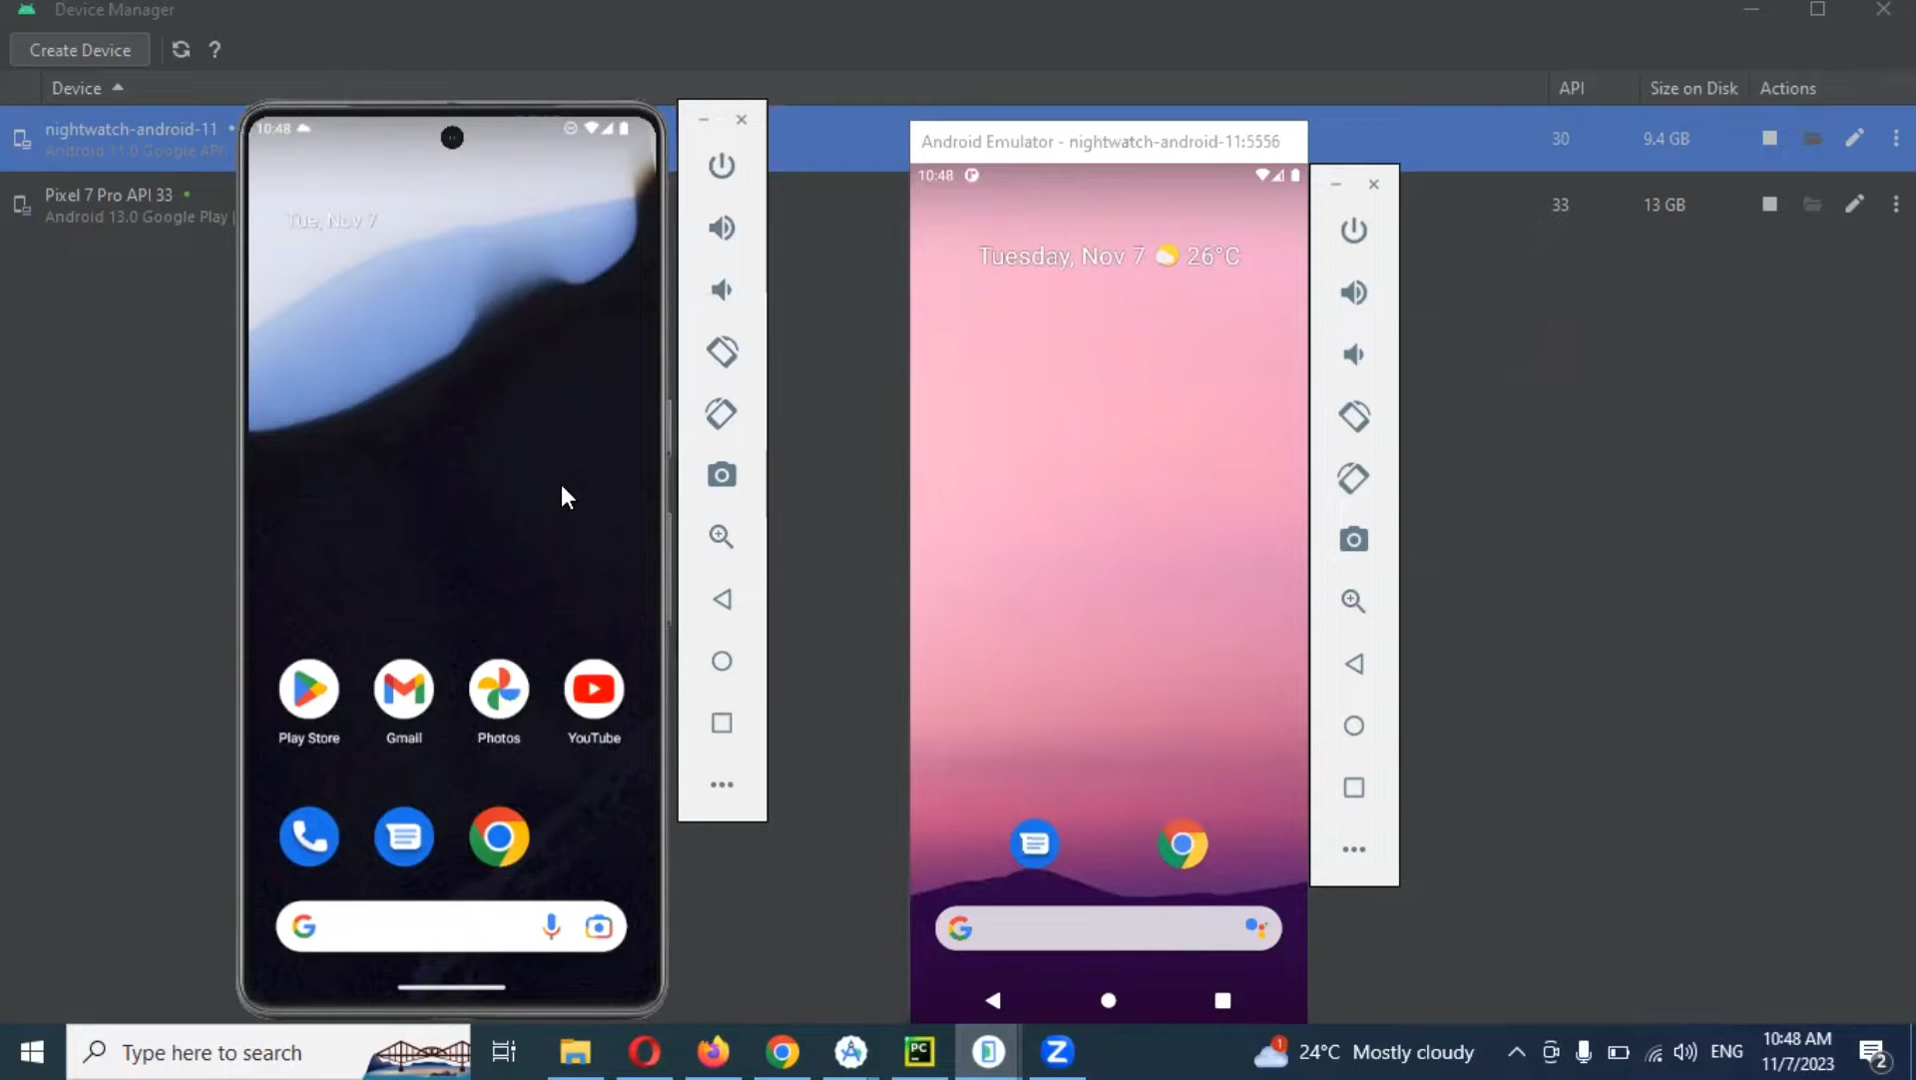 Device Manager
Create Device
?
Device
API
Size on Disk
Actions
nightwatch-android-11
Android 11.0 Google APIs
30
9.4 GB
Pixel 7 Pro API 33
Android 13.0 Google Play |
33
13 GB
10:48
Tue, Nov 7
Play Store
Gmail
Photos
YouTube
Android Emulator - nightwatch-android-11:5556
10:48
Tuesday, Nov 7
26°C
Type here to search
PC
Z
1
24°C Mostly cloudy
ENG
10:48 AM
11/7/2023
2